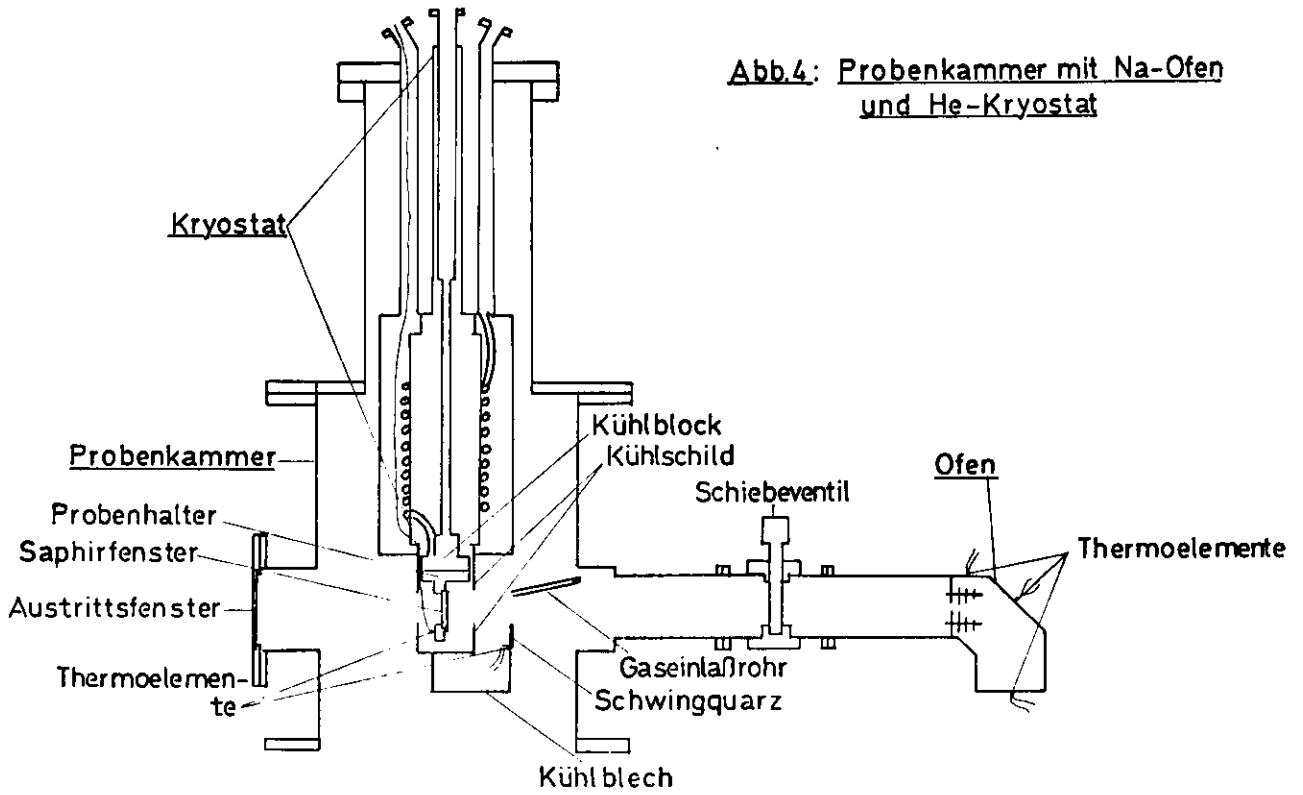 Abb.4: Probenkammer mit Na-Ofen
und He-Kryostat
Kryostat
Kühlblock
Kühlschild
Probenkammer
Ofen
Schiebeventil
Probenhalter
Saphirfenster
Thermoelemente
Austrittsfenster
Gaseinlaßrohr
Thermoelemen-
te
Schwingquarz
Kühlblech